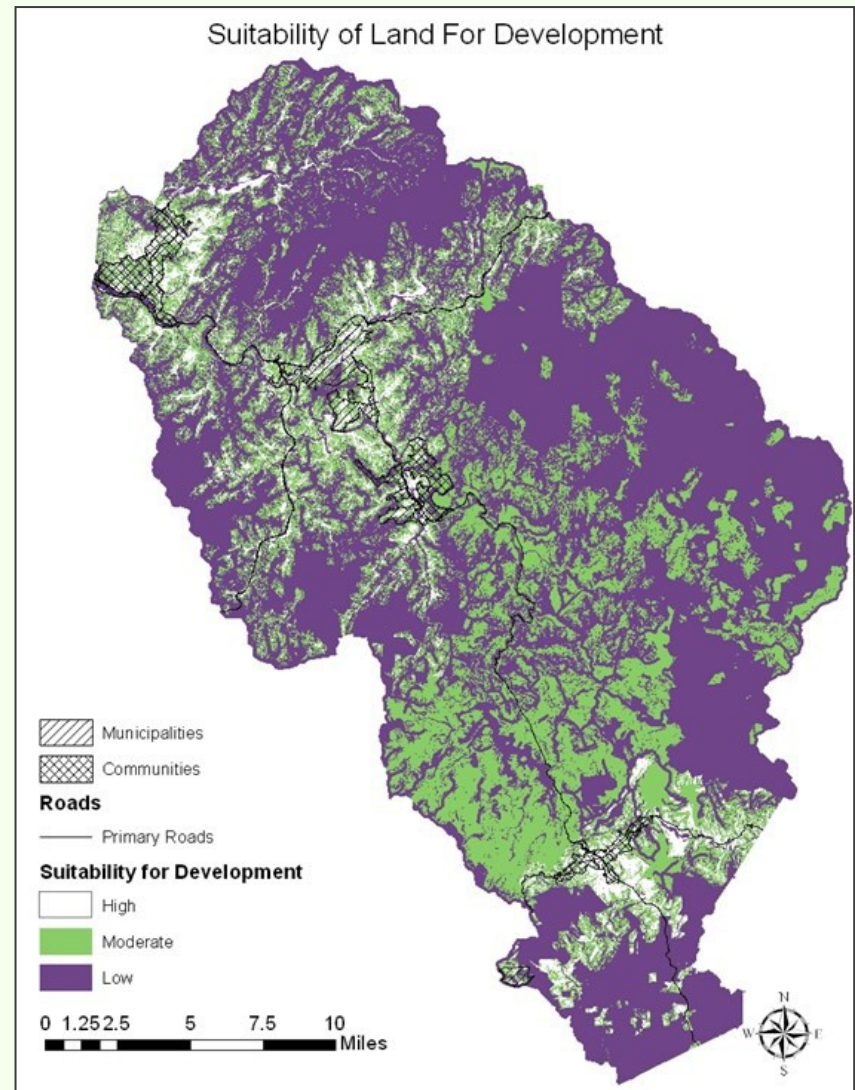 Suitability of Land For Development
Municipalities
Communities
Roads
Primary Roads
Suitability for Development
High
Moderate
Low
0 1.25 2.5 5 7.5 10
Miles
N
W E
S